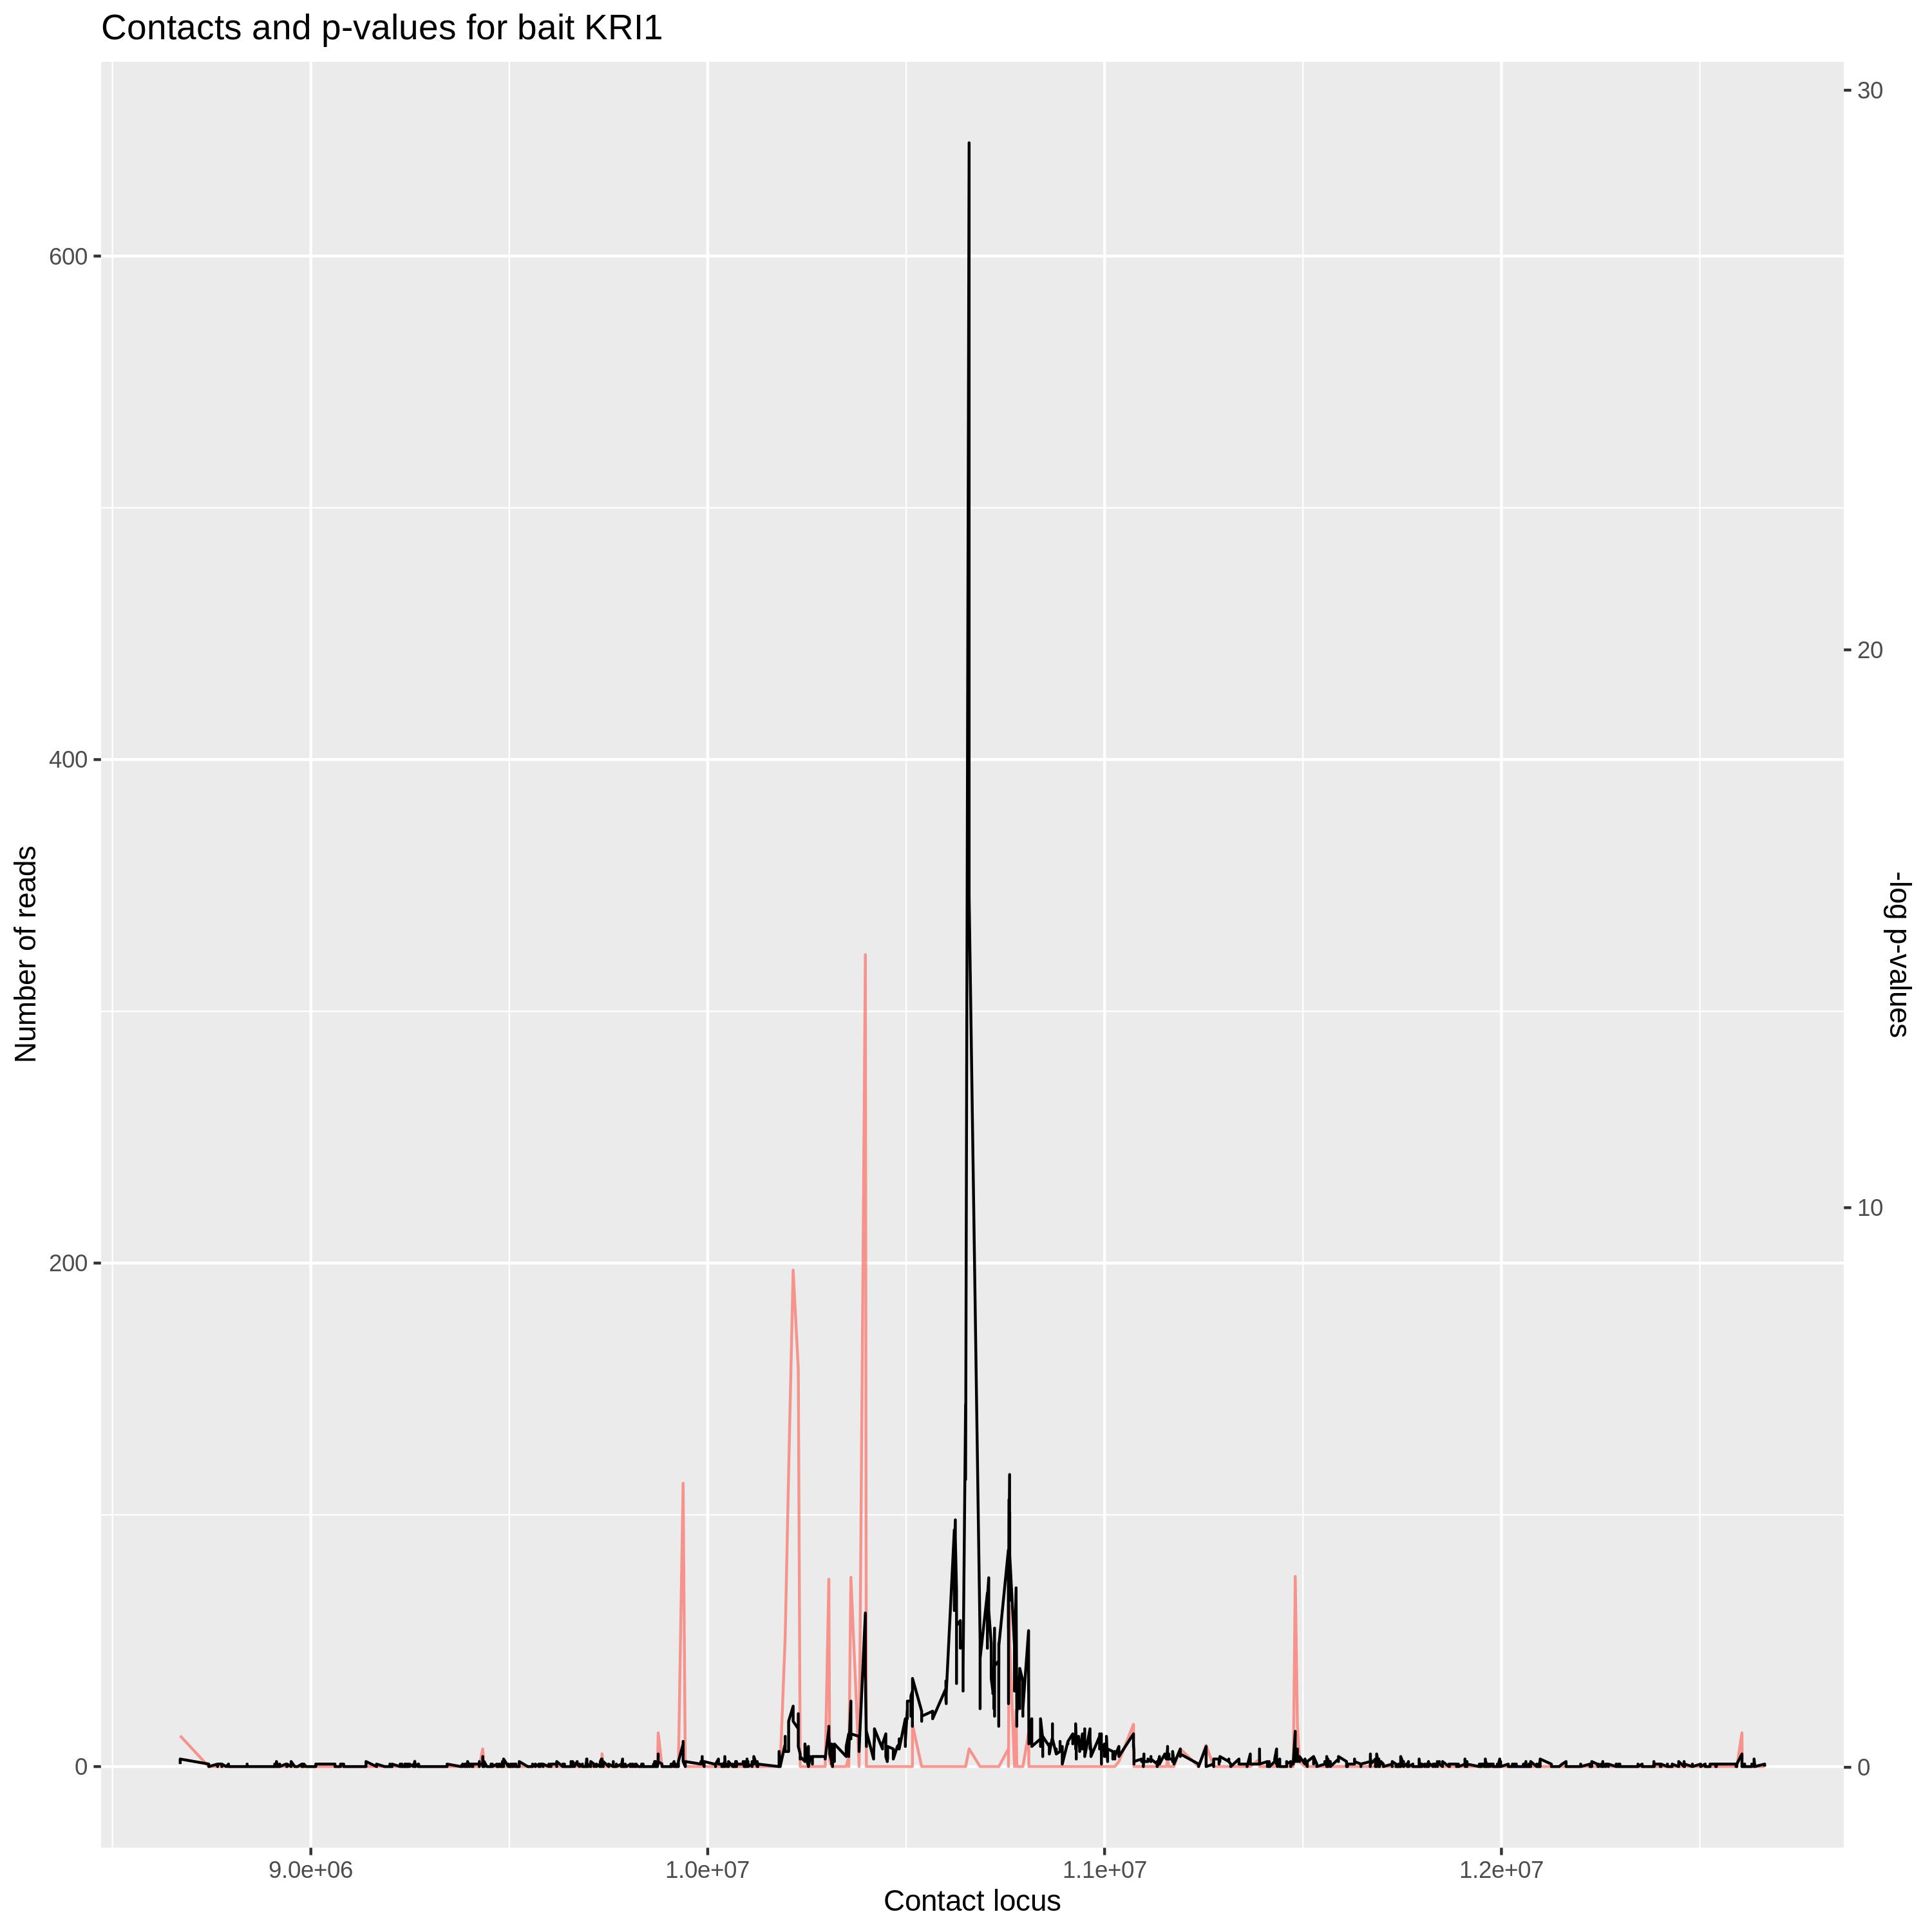 Contacts and p-values for bait KRI1
30
600
20
400
Number of reads
-log p-values
10
200
0
0
9.0e+06
1.0e+07
1.1e+07
1.2e+07
Contact locus